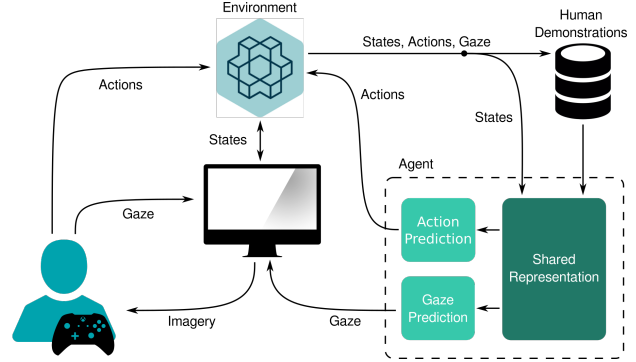 Environment
Human
Demonstrations
States, Actions, Gaze
Actions
Actions
States
States
Agent
Gaze
Action
Prediction
Shared
Representation
Gaze
Prediction
Imagery
Gaze